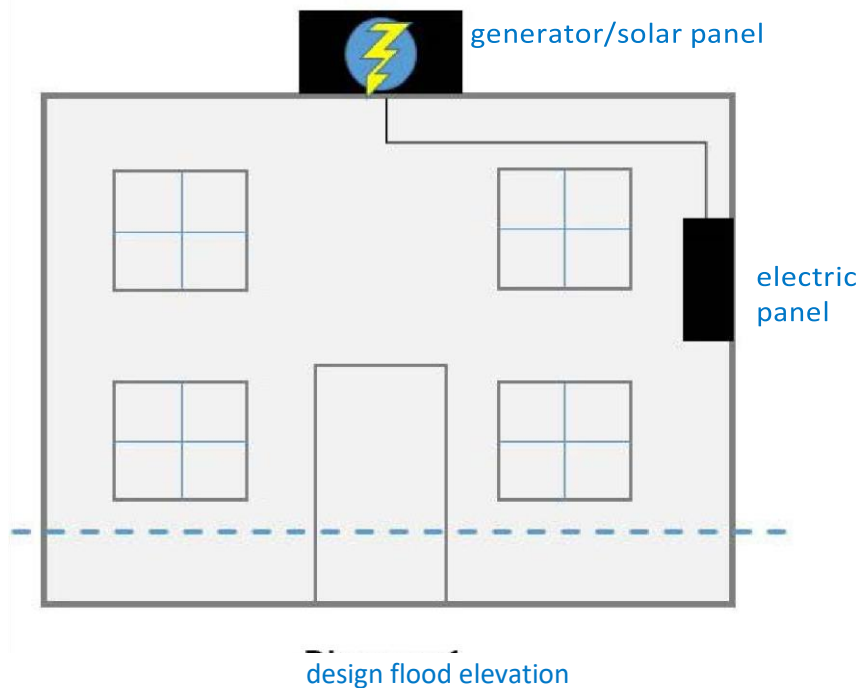 generator/solar panel
electric
panel
design flood elevation